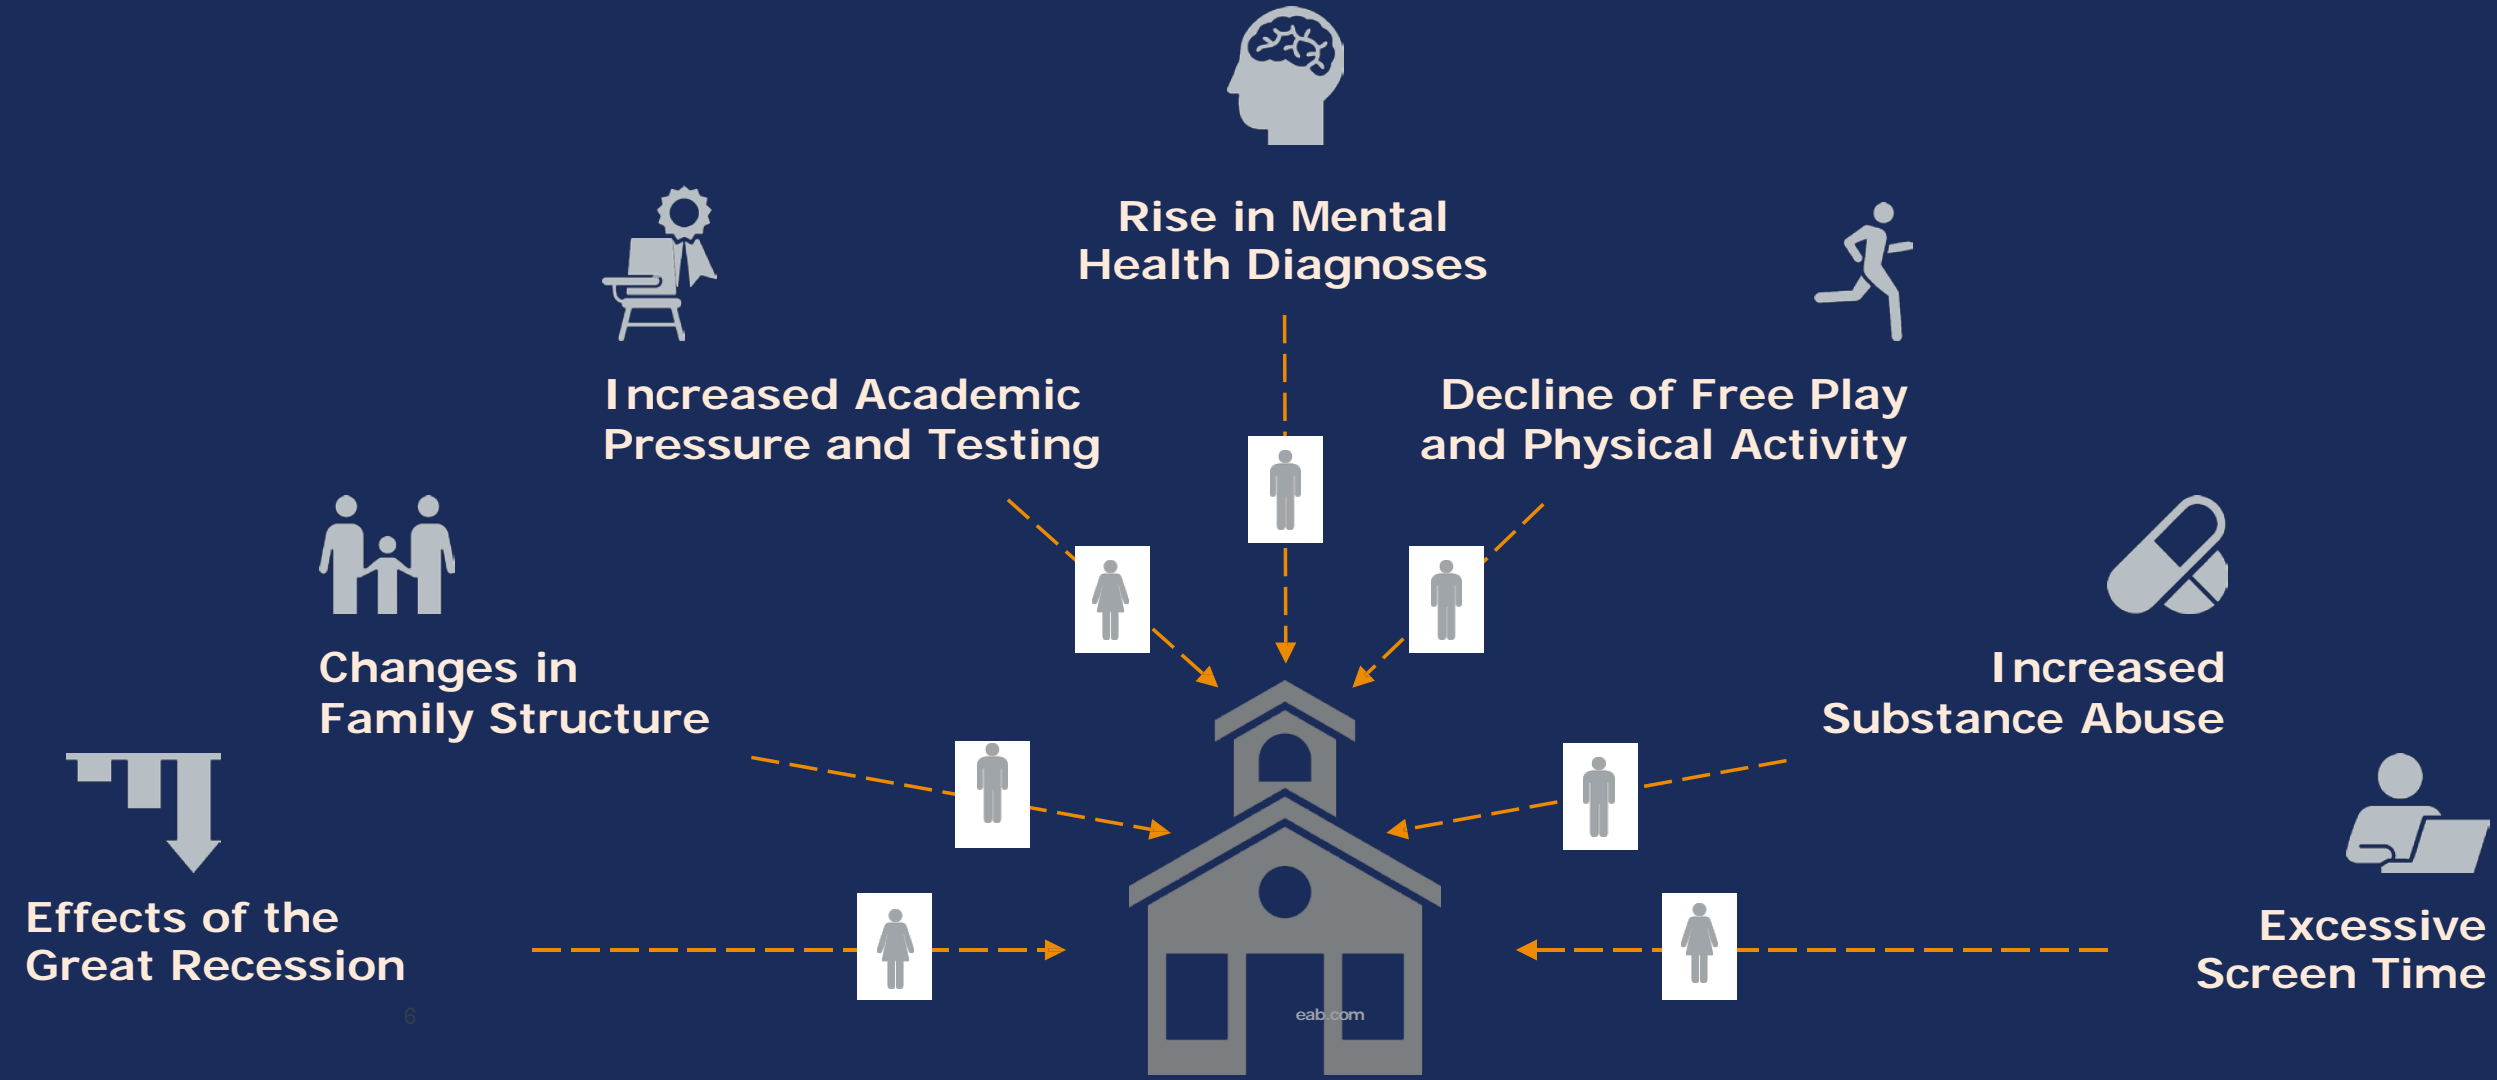 Rise in Mental
Health Diagnoses
Increased Academic
Pressure and Testing
Decline of Free Play
and Physical Activity
Changes in
Family Structure
Increased
Substance Abuse
Effects of the
Great Recession
Excessive
Screen Time
6
eab.com